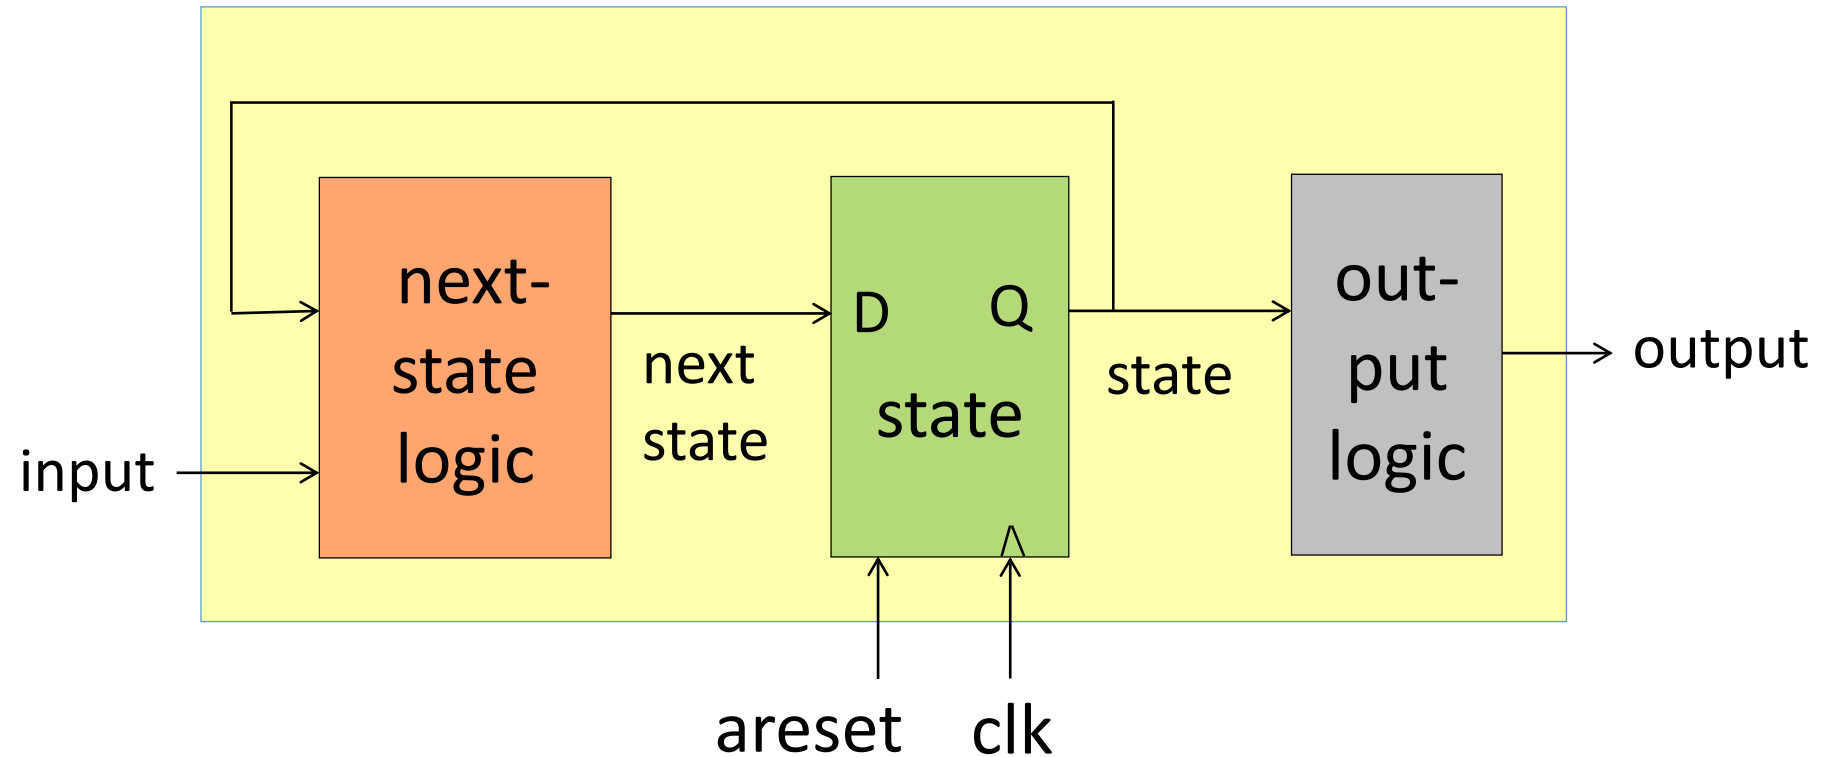 next-
state
logic
input
next
state
D
Q
state
state
out-
put
logic
output
areset
clk